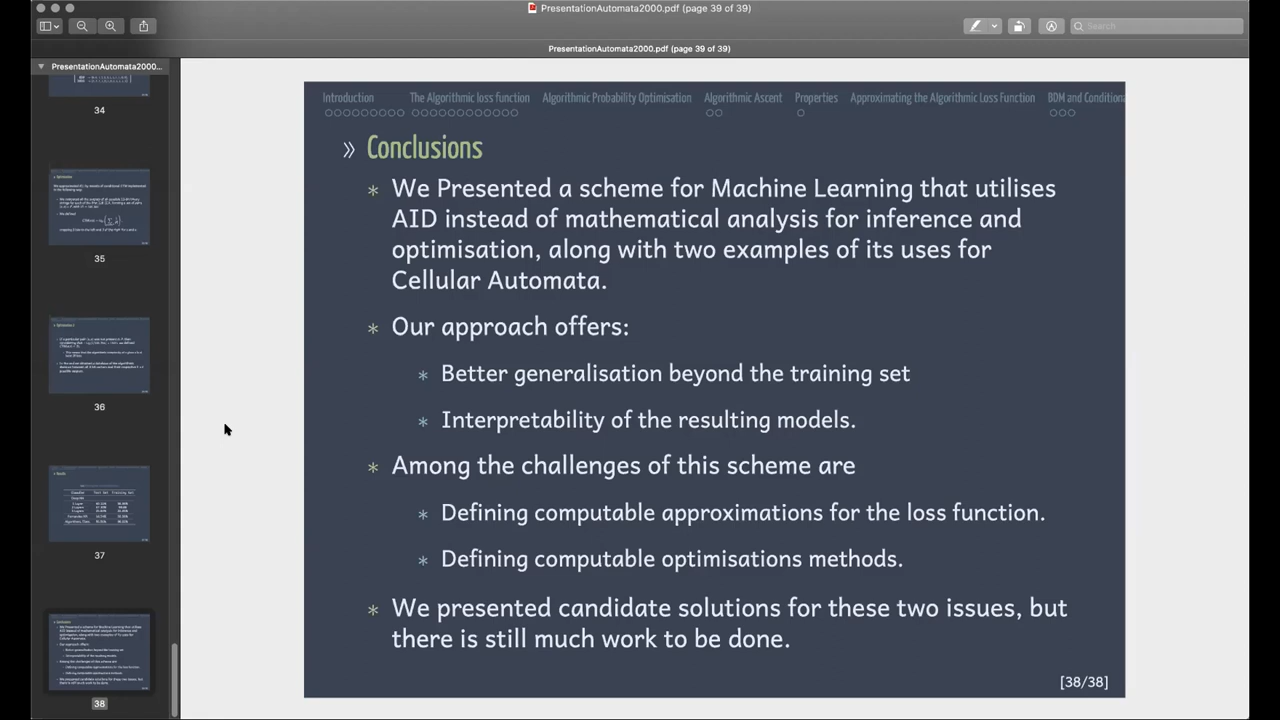 PresentationAutomata2000.pdf (page 39 of 39)
Search
PresentationAutomata2000.pdf (page 39 of 39)
PresentationAutomata2000...
34
35
36
37
38
Introduction The Algorithmic loss function Algorithmic Probability Optimisation Algorithmic Ascent Properties Approximating the Algorithmic Loss Function BDM and Conditiona
» Conclusions
* We Presented a scheme for Machine Learning that utilises
AID instead of mathematical analysis for inference and
optimisation, along with two examples of its uses for
Cellular Automata.
* Our approach offers:
* Better generalisation beyond the training set
* Interpretability of the resulting models.
* Among the challenges of this scheme are
* Defining computable approximations for the loss function.
* Defining computable optimisations methods.
* We presented candidate solutions for these two issues, but
there is still much work to be done.
[38/38]